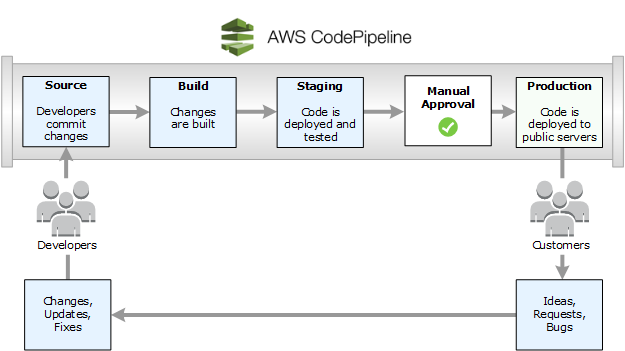 AWS CodePipeline
Source
Developers
commit
changes
Build
Changes
are built
Staging
Code is
deployed and
tested
Manual
Approval
Production
Code is
deployed to
public servers
Developers
Customers
Changes,
Updates,
Fixes
Ideas,
Requests,
Bugs